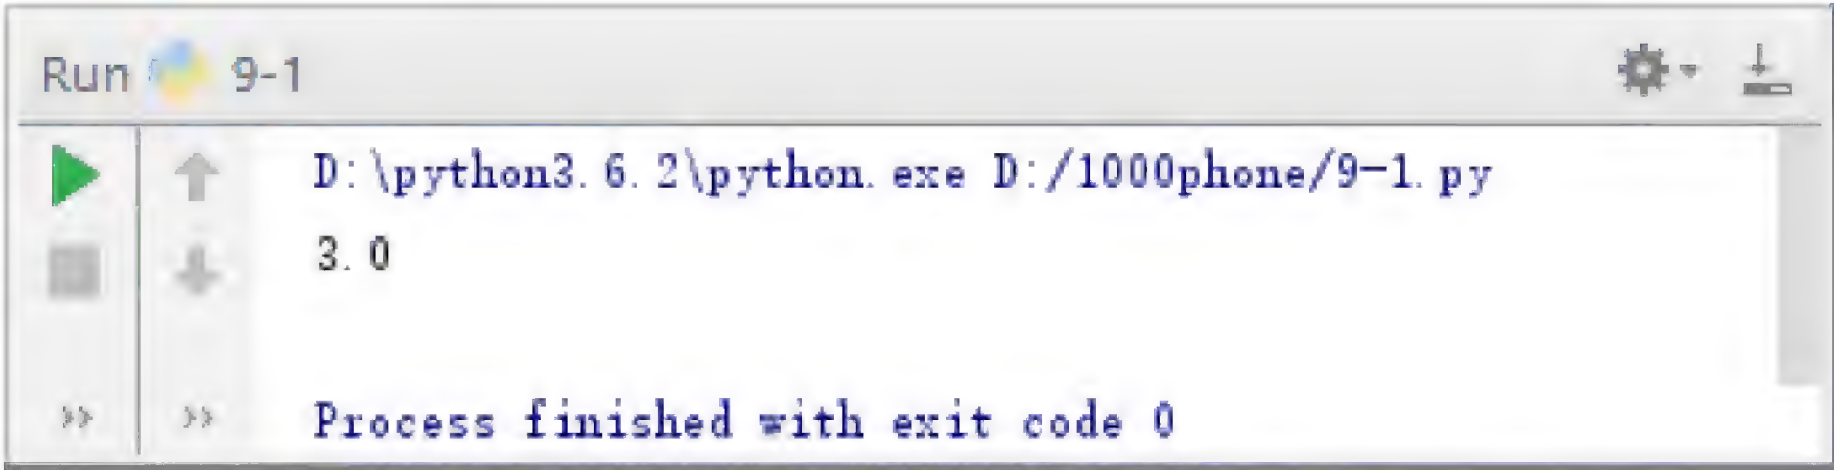 Run 9-1
D:\python3.6.2\python.exe D:/1000phone/9-1.py
3.0
Process finished with exit code 0